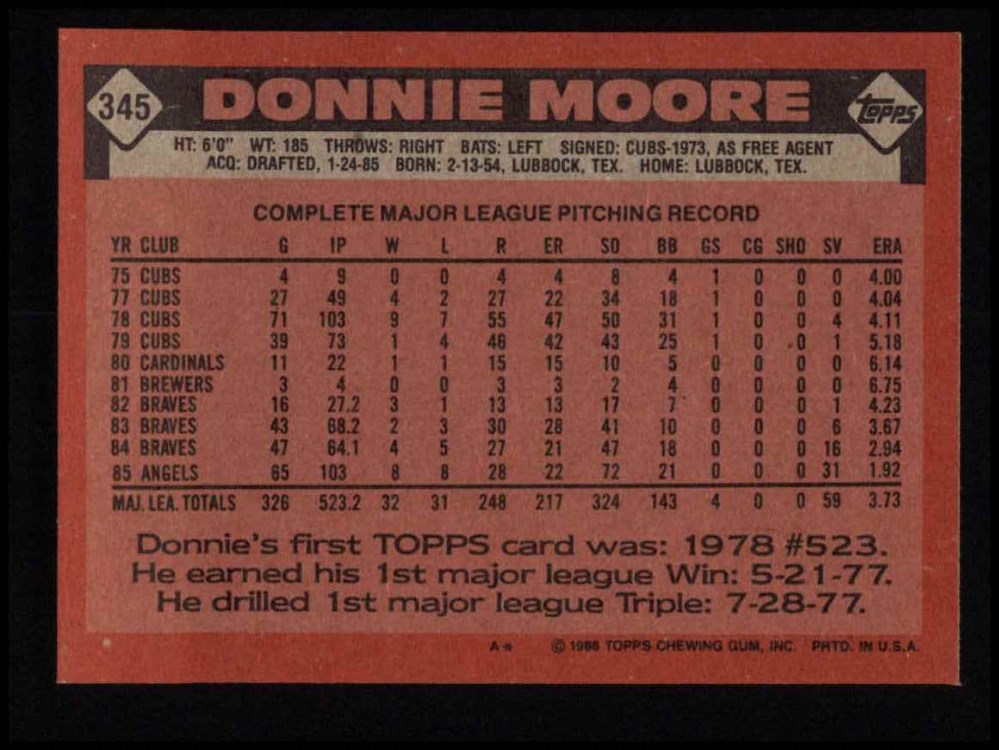 345 DONNIE MOORE topps
HT: 6'0" WT: 185 THROWS: RIGHT BATS: LEFT SIGNED: CUBS-1973, AS FREE AGENT
ACQ: DRAFTED, 1-24-85 BORN: 2-13-54, LUBBOCK, TEX. HOME: LUBBOCK, TEX.
COMPLETE MAJOR LEAGUE PITCHING RECORD
YR CLUB G IP W L R ER SO BB GS CG SHO SV ERA
75 CUBS 4 9 0 0 4 4 8 4 1 0 0 0 4.00
77 CUBS 27 49 4 2 27 22 34 18 1 0 0 0 4.04
78 CUBS 71 103 9 7 55 47 50 31 1 0 0 4 4.11
79 CUBS 39 73 1 4 46 42 43 25 1 0 0 1 5.18
80 CARDINALS 11 22 1 1 15 15 10 5 0 0 0 0 6.14
81 BREWERS 3 4 0 0 3 3 2 4 0 0 0 0 6.75
82 BRAVES 16 27.2 3 1 13 13 17 7 0 0 0 1 4.23
83 BRAVES 43 68.2 2 3 30 28 41 10 0 0 0 6 3.67
84 BRAVES 47 64.1 4 5 27 21 47 18 0 0 0 16 2.94
85 ANGELS 65 103 8 8 28 22 72 21 0 0 0 31 1.92
MAJ. LEA. TOTALS 326 523.2 32 31 248 217 324 143 4 0 0 59 3.73
Donnie's first TOPPS card was: 1978 #523.
He earned his 1st major league Win: 5-21-77.
He drilled 1st major league Triple: 7-28-77.
A* © 1986 TOPPS CHEWING GUM, INC. PRTD. IN U.S.A.